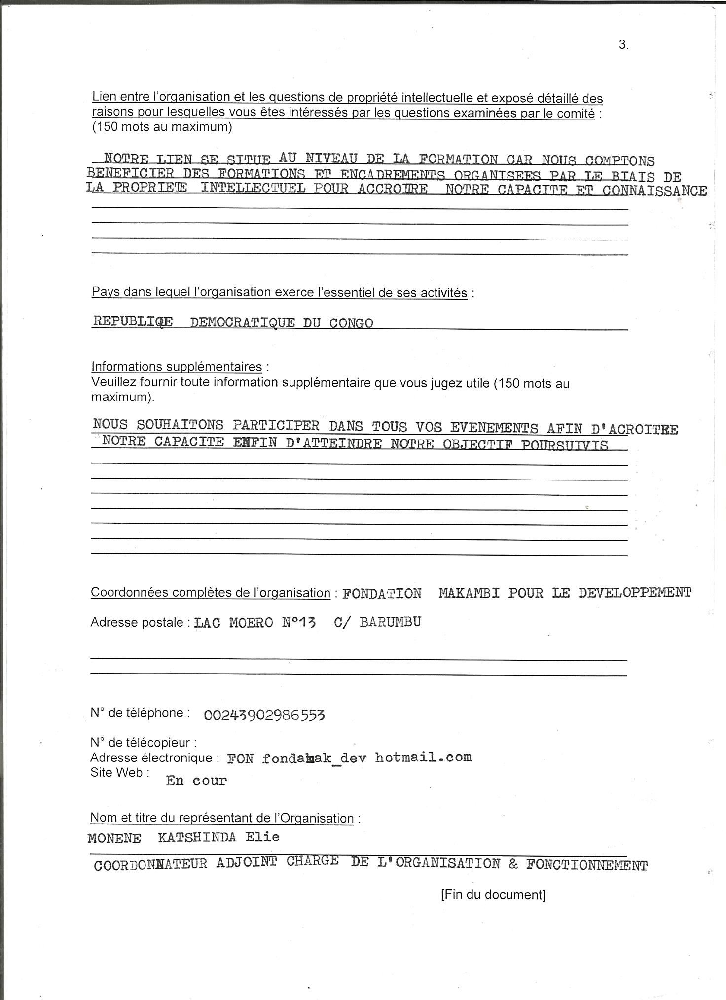 3.
Lien entre l'organisation et les questions de propriété intellectuelle et exposé détaillé des
raisons pour lesquelles vous êtes intéressés par les questions examinées par le comité :
(150 mots au maximum)
NOTRE LIEN SE SITUE AU NIVEAU DE LA FORMATION CAR NOUS COMPTONS
BENEFICIER DES FORMATIONS ET ENCADREMENTS ORGANISEES PAR LE BIAIS DE
LA PROPRIETE INTELLECTUEL POUR ACCROITRE NOTRE CAPACITE ET CONNAISSANCE
Pays dans lequel l'organisation exerce l'essentiel de ses activités :
REPUBLIQE DEMOCRATIQUE DU CONGO
Informations supplémentaires :
Veuillez fournir toute information supplémentaire que vous jugez utile (150 mots au
maximum).
NOUS SOUHAITONS PARTICIPER DANS TOUS VOS EVENEMENTS AFIN D'ACROITRE
NOTRE CAPACITE ENFIN D'ATTEINDRE NOTRE OBJECTIF POURSUIVIS
Coordonnées complètes de l'organisation : FONDATION MAKAMBI POUR LE DEVELOPPEMENT
Adresse postale : LAC MOERO N°13 C/ BARUMBU
N° de téléphone : 00243902986553
N° de télécopieur :
Adresse électronique : FON fondamak_dev hotmail.com
Site Web : En cour
Nom et titre du représentant de l'Organisation :
MONENE KATSHINDA Elie
COORDONNATEUR ADJOINT CHARGE DE L'ORGANISATION & FONCTIONNEMENT
[Fin du document]